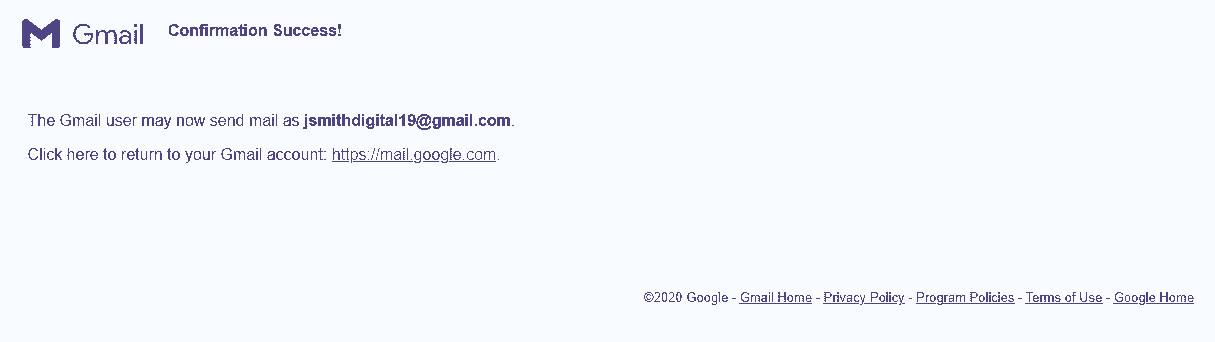 Gmail Confirmation Success!
The Gmail user may now send mail as jsmithdigital19@gmail.com.
Click here to return to your Gmail account: https://mail.google.com.
©2020 Google - Gmail Home - Privacy Policy - Program Policies - Terms of Use - Google Home